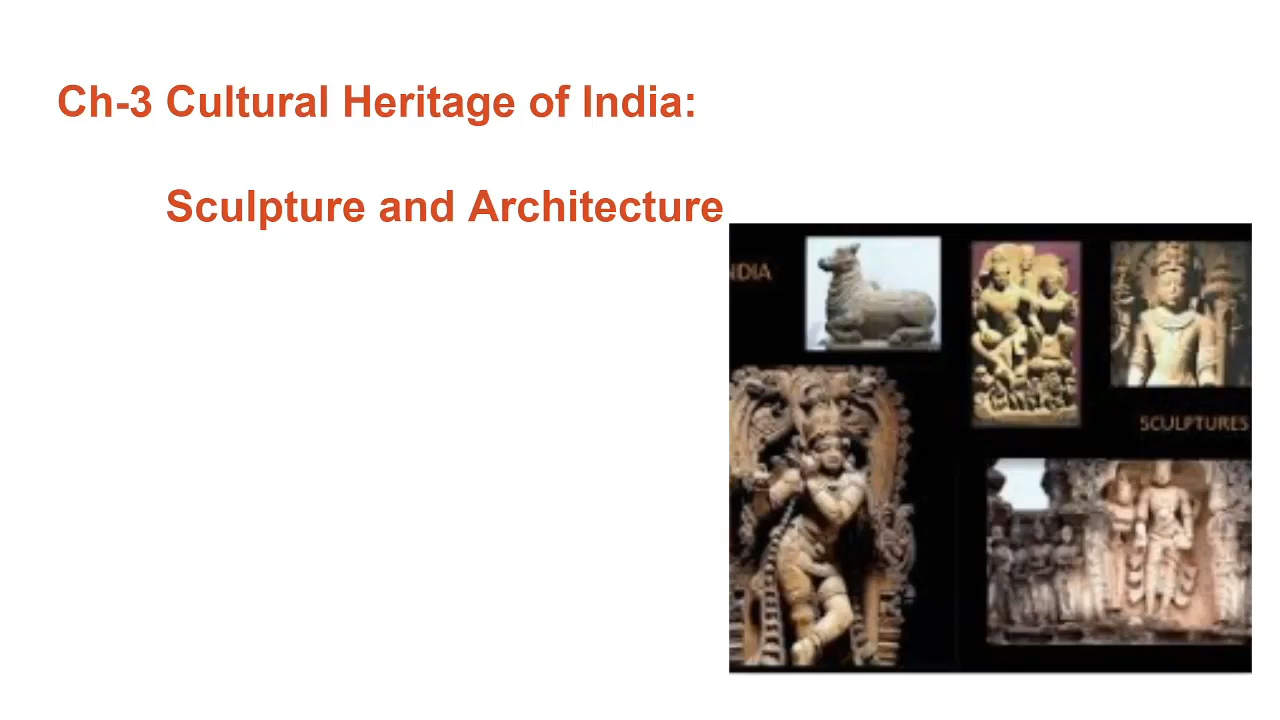 Ch-3 Cultural Heritage of India:
Sculpture and Architecture
NDIA
SCULPTURES